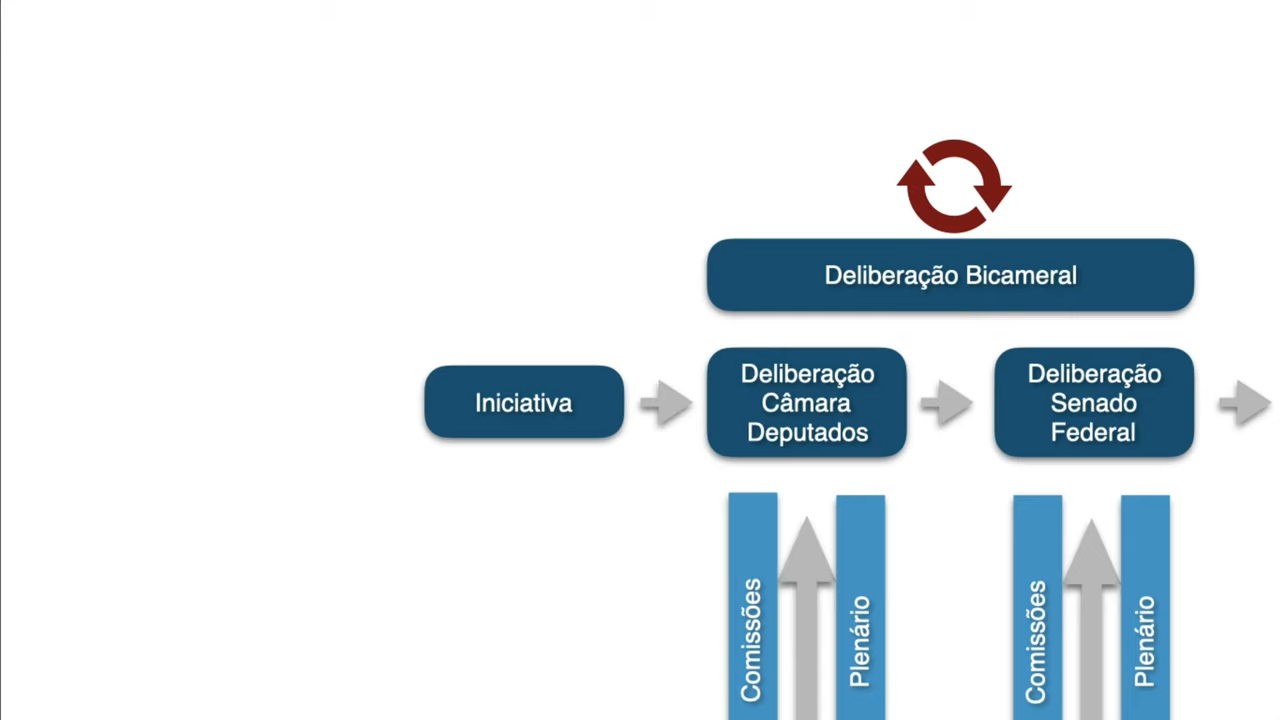 Deliberação Bicameral
Iniciativa
Deliberação
Câmara
Deputados
Deliberação
Senado
Federal
Comissões
Plenário
Comissões
Plenário